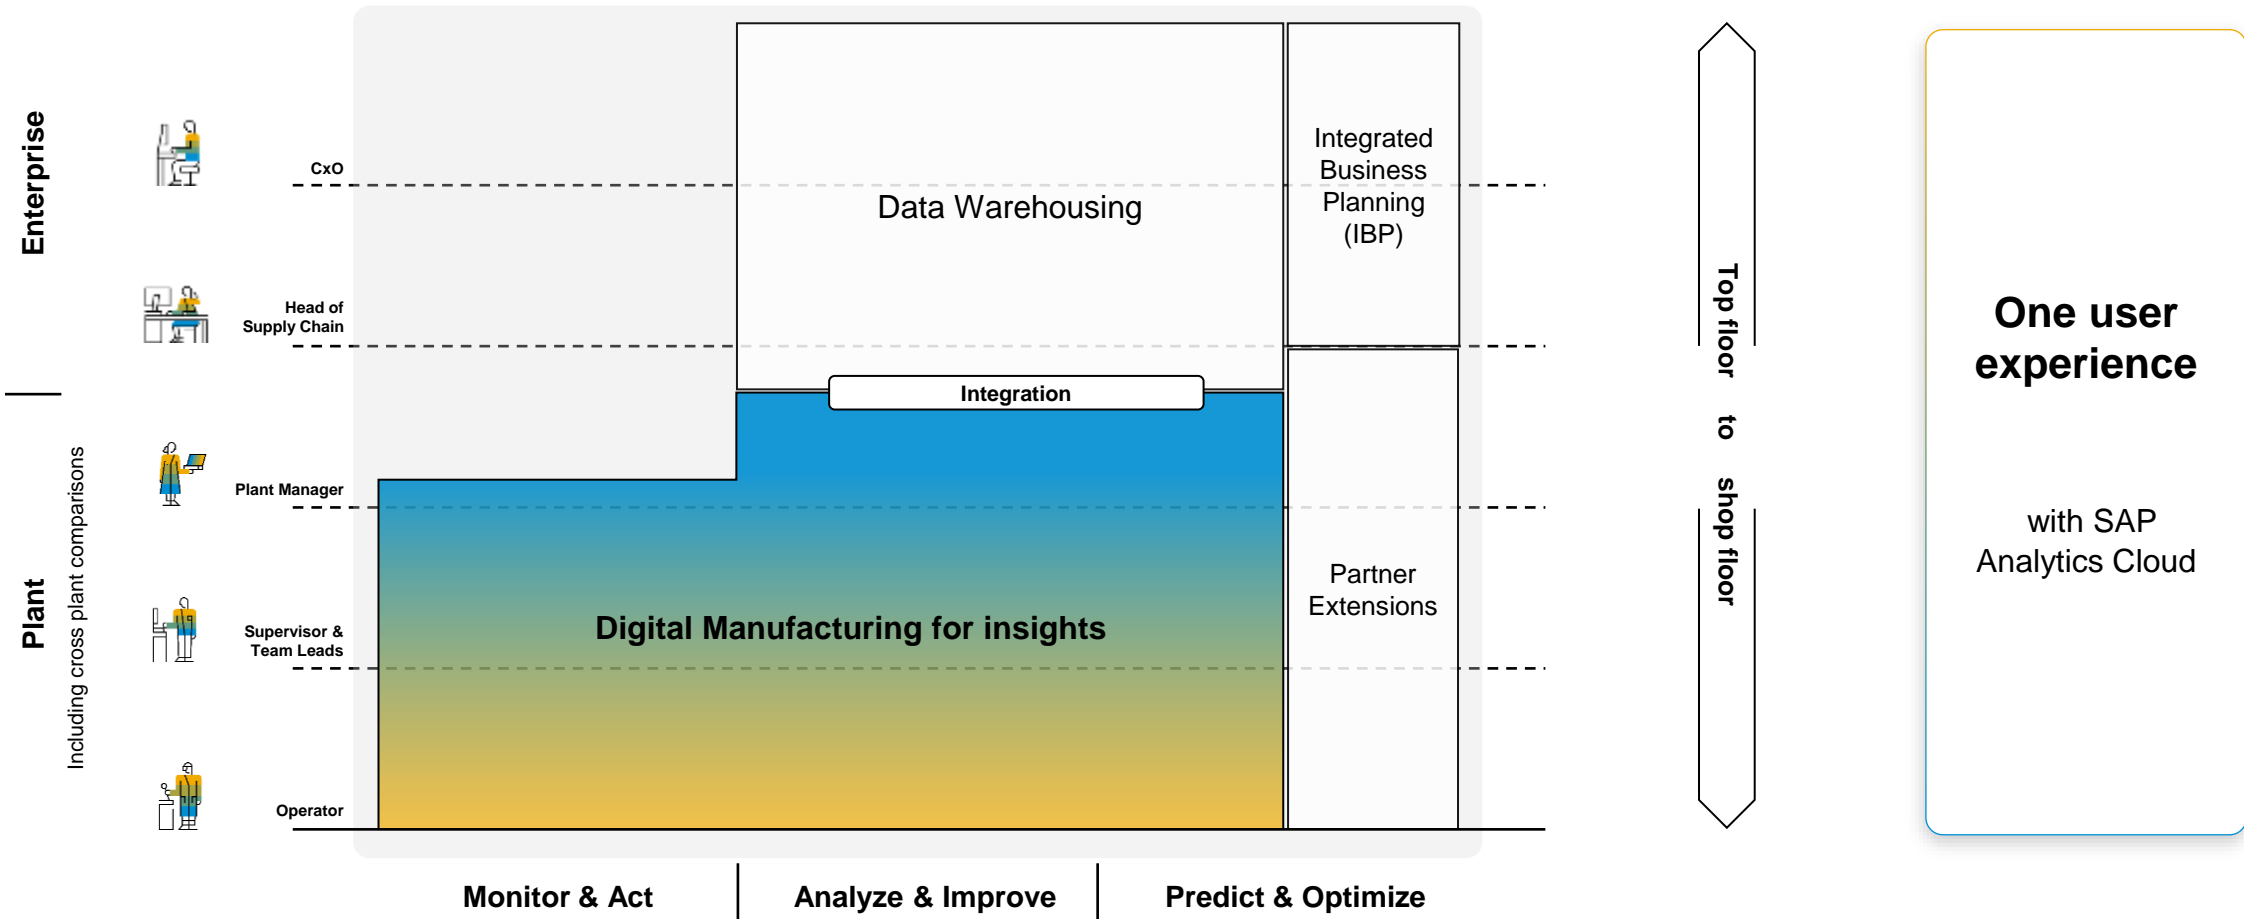 Enterprise
CxO
Head of
Supply Chain
Plant
Including cross plant comparisons
Plant Manager
Supervisor &
Team Leads
Operator
Data Warehousing
Integrated
Business
Planning
(IBP)
Integration
Digital Manufacturing for insights
Partner
Extensions
Monitor & Act
Analyze & Improve
Predict & Optimize
Top floor to shop floor
One user
experience
with SAP
Analytics Cloud